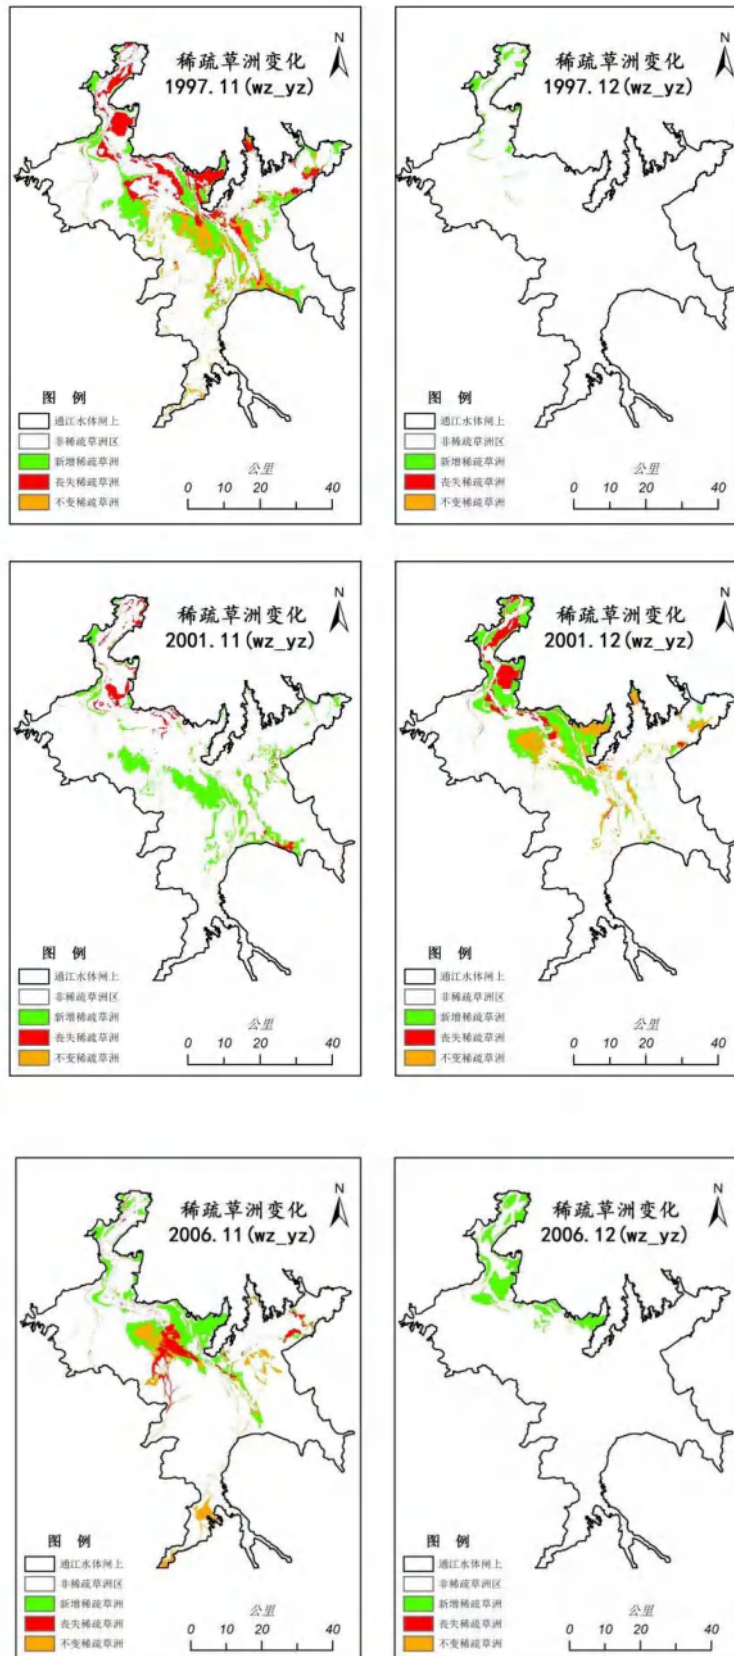 稀疏草洲变化
1997.11(wz_yz)
N
图 例
通江水体闸上
非稀疏草洲区
新增稀疏草洲
丧失稀疏草洲
不变稀疏草洲
公里
0 10 20 40
稀疏草洲变化
1997.12(wz_yz)
N
图 例
通江水体闸上
非稀疏草洲区
新增稀疏草洲
丧失稀疏草洲
不变稀疏草洲
公里
0 10 20 40
稀疏草洲变化
2001.11(wz_yz)
N
图 例
通江水体闸上
非稀疏草洲区
新增稀疏草洲
丧失稀疏草洲
不变稀疏草洲
公里
0 10 20 40
稀疏草洲变化
2001.12(wz_yz)
N
图 例
通江水体闸上
非稀疏草洲区
新增稀疏草洲
丧失稀疏草洲
不变稀疏草洲
公里
0 10 20 40
稀疏草洲变化
2006.11(wz_yz)
N
图 例
通江水体闸上
非稀疏草洲区
新增稀疏草洲
丧失稀疏草洲
不变稀疏草洲
公里
0 10 20 40
稀疏草洲变化
2006.12(wz_yz)
N
图 例
通江水体闸上
非稀疏草洲区
新增稀疏草洲
丧失稀疏草洲
不变稀疏草洲
公里
0 10 20 40